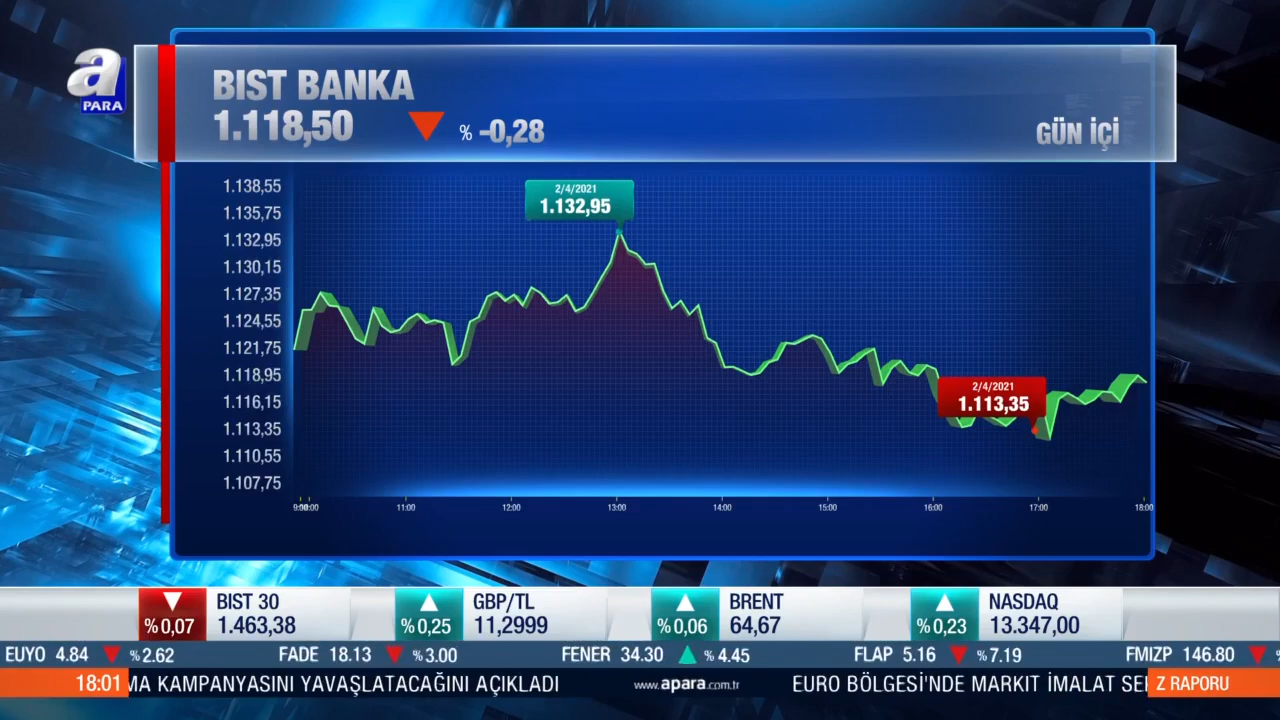 a
PARA
BIST BANKA
1.118,50 % -0,28
GÜN İÇİ
1.138,55
1.135,75
1.132,95
1.130,15
1.127,35
1.124,55
1.121,75
1.118,95
1.116,15
1.113,35
1.110,55
1.107,75
2/4/2021
1.132,95
2/4/2021
1.113,35
11:00 12:00 13:00 14:00 15:00 16:00 17:00 18:00
% 0,07 BIST 30 1.463,38
% 0,25 GBP/TL 11,2999
% 0,06 BRENT 64,67
% 0,23 NASDAQ 13.347,00
EUYO 4.84 % 2.62 FADE 18.13 % 3.00 FENER 34.30 % 4.45 FLAP 5.16 % 7.19 FMIZP 146.80
18:01 MA KAMPANYASINI YAVAŞLATACAĞINI AÇIKLADI www.apara.com.tr EURO BÖLGESİ'NDE MARKIT İMALAT Z RAPORU